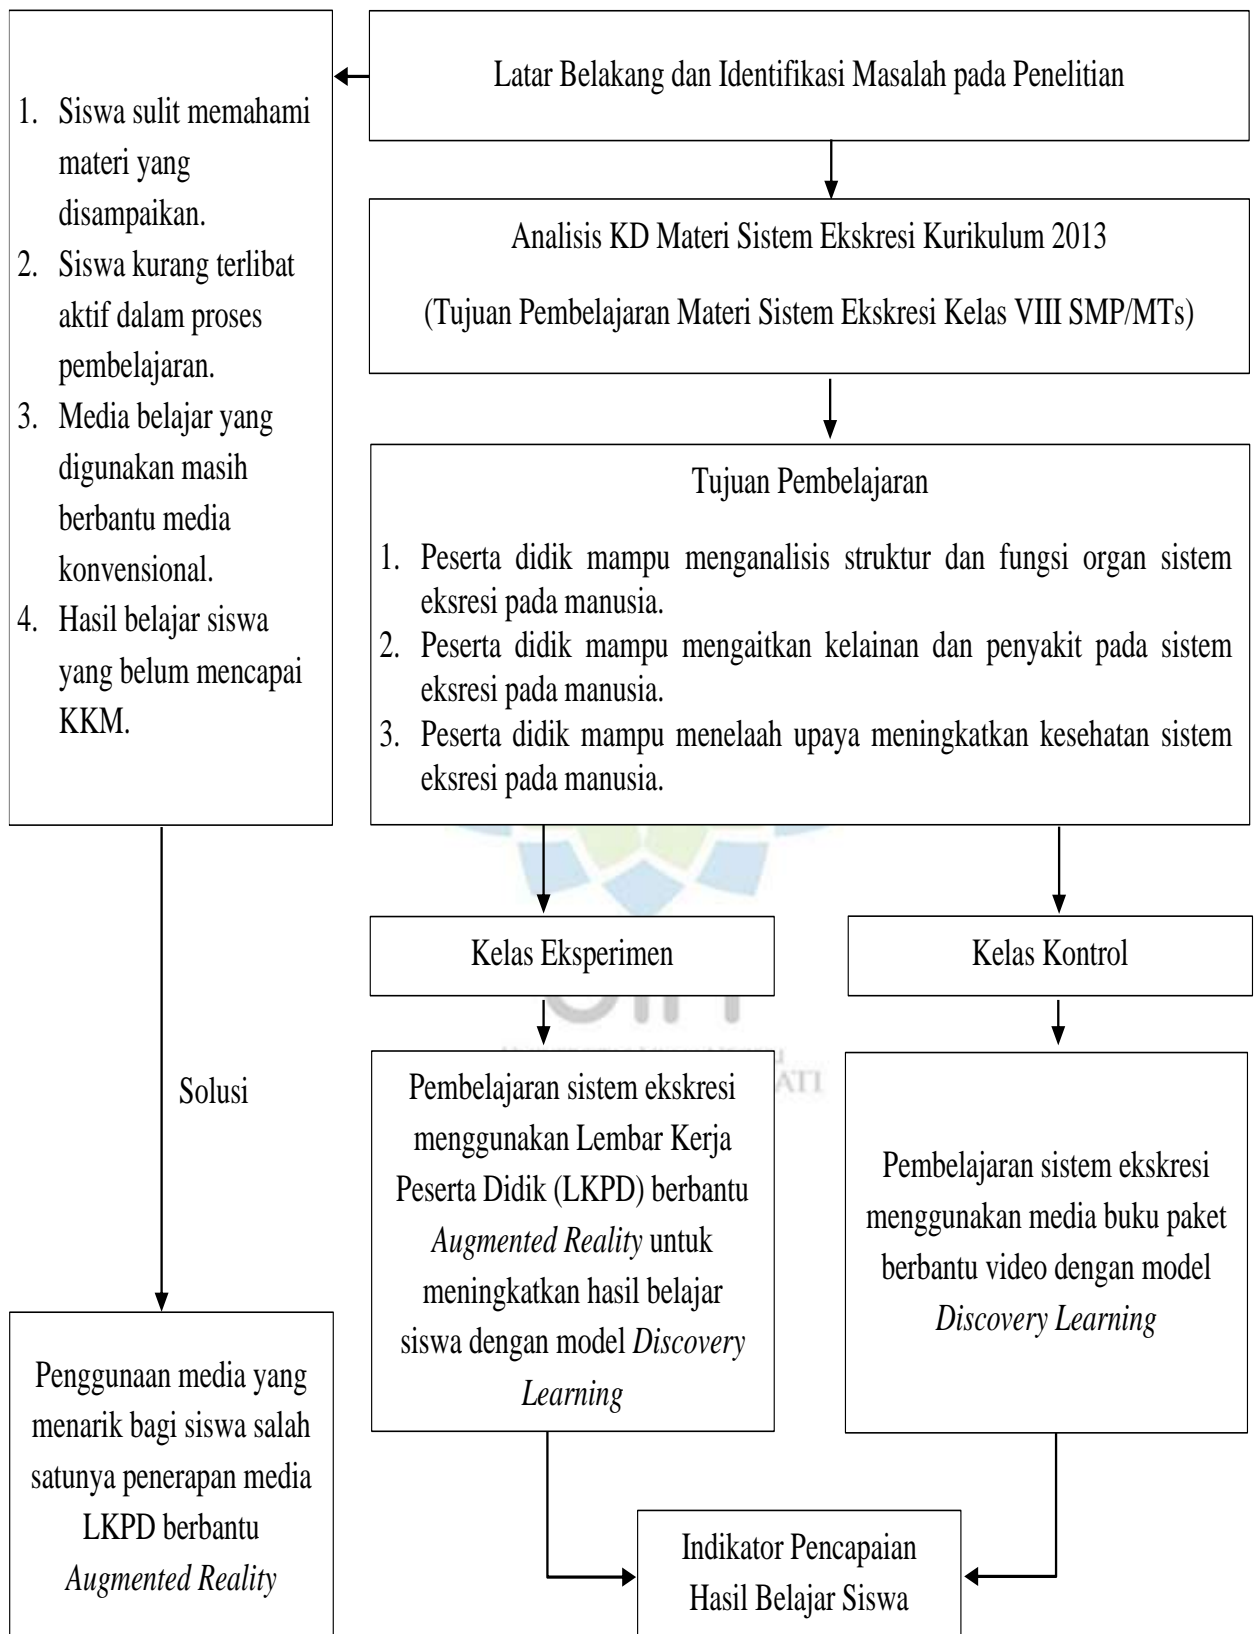 Latar Belakang dan Identifikasi Masalah pada Penelitian
1. Siswa sulit memahami
materi yang
disampaikan.
2. Siswa kurang terlibat
aktif dalam proses
pembelajaran.
3. Media belajar yang
digunakan masih
berbantu media
konvensional.
4. Hasil belajar siswa
yang belum mencapai
KKM.
Analisis KD Materi Sistem Ekskresi Kurikulum 2013
(Tujuan Pembelajaran Materi Sistem Ekskresi Kelas VIII SMP/MTs)
Tujuan Pembelajaran
1. Peserta didik mampu menganalisis struktur dan fungsi organ sistem
eksresi pada manusia.
2. Peserta didik mampu mengaitkan kelainan dan penyakit pada sistem
eksresi pada manusia.
3. Peserta didik mampu menelaah upaya meningkatkan kesehatan sistem
eksresi pada manusia.
Kelas Eksperimen
Kelas Kontrol
Solusi
Pembelajaran sistem ekskresi
menggunakan Lembar Kerja
Peserta Didik (LKPD) berbantu
Augmented Reality untuk
meningkatkan hasil belajar
siswa dengan model Discovery
Learning
Pembelajaran sistem ekskresi
menggunakan media buku paket
berbantu video dengan model
Discovery Learning
Penggunaan media yang
menarik bagi siswa salah
satunya penerapan media
LKPD berbantu
Augmented Reality
Indikator Pencapaian
Hasil Belajar Siswa